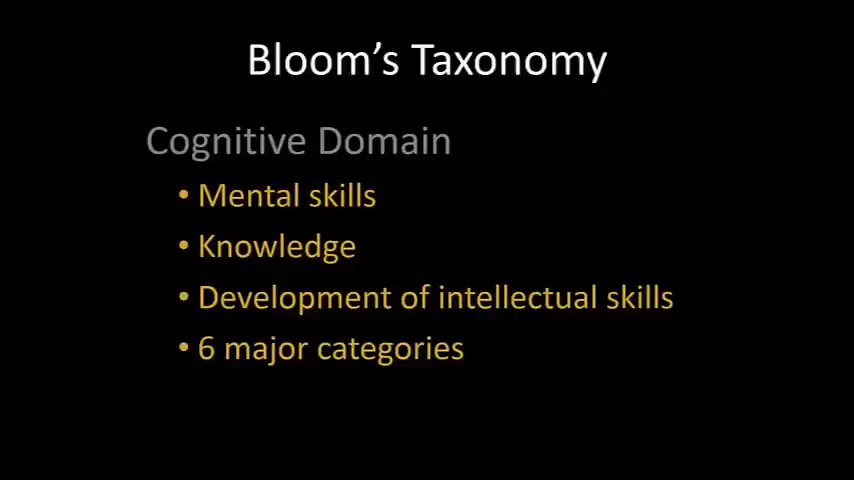 Bloom’s Taxonomy
Cognitive Domain
• Mental skills
• Knowledge
• Development of intellectual skills
• 6 major categories